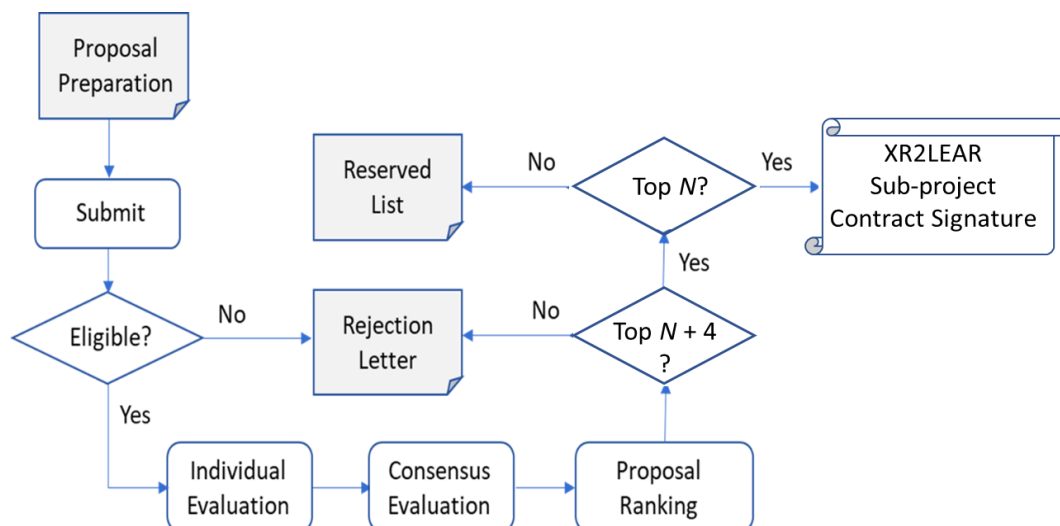 Proposal
Preparation
Submit
Eligible?
No
Yes
Rejection
Letter
Individual
Evaluation
Consensus
Evaluation
Proposal
Ranking
Top N + 4
?
No
Yes
Top N?
No
Reserved
List
Yes
XR2LEAR
Sub-project
Contract Signature